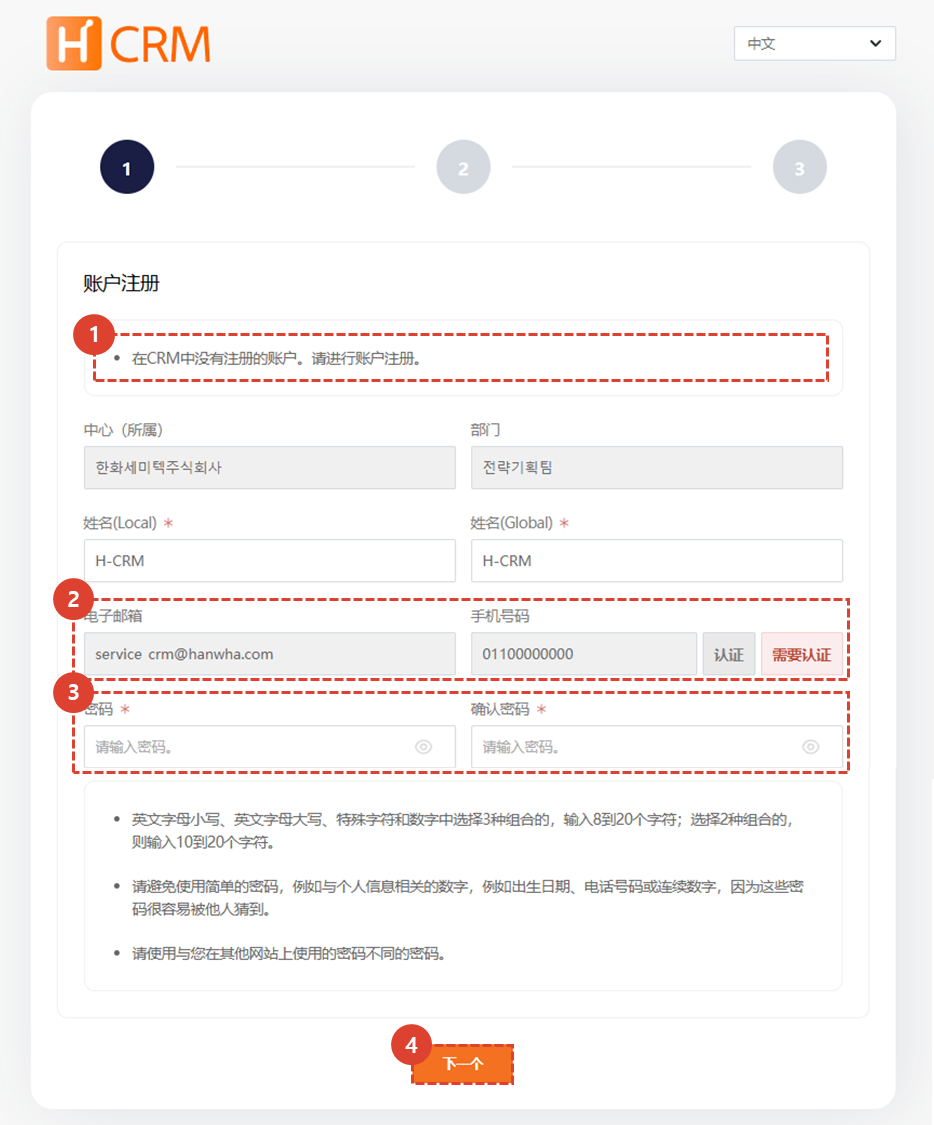 H CRM
中文
1 2 3
账户注册
1
在CRM中没有注册的账户。请进行账户注册。
中心（所属） 部门
한화세미텍주식회사 전략기획팀
姓名(Local) * 姓名(Global) *
H-CRM H-CRM
2
电子邮箱 手机号码
service_crm@hanwha.com 01100000000 认证 需要认证
3
密码 * 确认密码 *
请输入密码。 请输入密码。
英文字母小写、英文字母大写、特殊字符和数字中选择3种组合的，输入8到20个字符；选择2种组合的，
则输入10到20个字符。
请避免使用简单的密码，例如与个人信息相关的数字，例如出生日期、电话号码或连续数字，因为这些密
码很容易被他人猜到。
请使用与您在其他网站上使用的密码不同的密码。
4
下一个